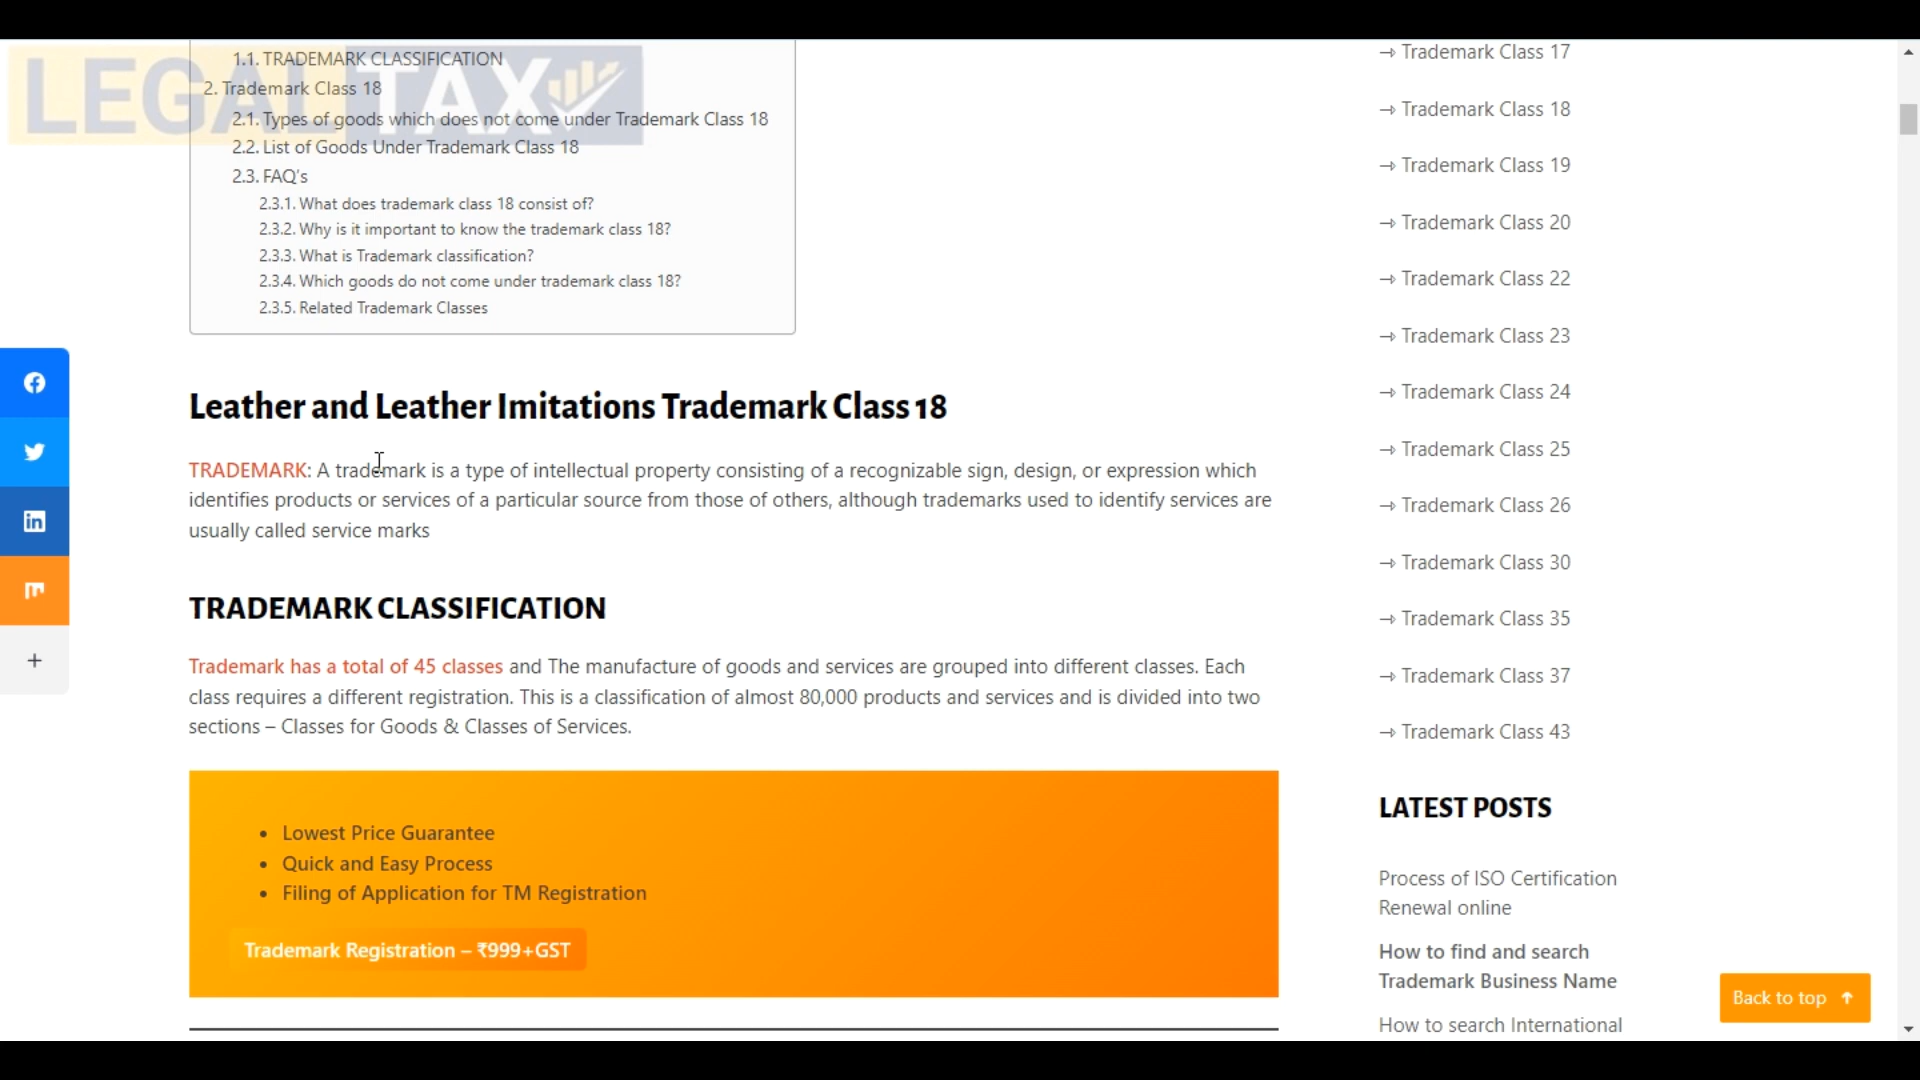 LEGAL TAX
1.1. TRADEMARK CLASSIFICATION
2. Trademark Class 18
2.1. Types of goods which does not come under Trademark Class 18
2.2. List of Goods Under Trademark Class 18
2.3. FAQ's
2.3.1. What does trademark class 18 consist of?
2.3.2. Why is it important to know the trademark class 18?
2.3.3. What is Trademark classification?
2.3.4. Which goods do not come under trademark class 18?
2.3.5. Related Trademark Classes
Leather and Leather Imitations Trademark Class 18
TRADEMARK: A trademark is a type of intellectual property consisting of a recognizable sign, design, or expression which
identifies products or services of a particular source from those of others, although trademarks used to identify services are
usually called service marks
TRADEMARK CLASSIFICATION
Trademark has a total of 45 classes and The manufacture of goods and services are grouped into different classes. Each
class requires a different registration. This is a classification of almost 80,000 products and services and is divided into two
sections – Classes for Goods & Classes of Services.
• Lowest Price Guarantee
• Quick and Easy Process
• Filing of Application for TM Registration
Trademark Registration – ₹999+GST
→ Trademark Class 17
→ Trademark Class 18
→ Trademark Class 19
→ Trademark Class 20
→ Trademark Class 22
→ Trademark Class 23
→ Trademark Class 24
→ Trademark Class 25
→ Trademark Class 26
→ Trademark Class 30
→ Trademark Class 35
→ Trademark Class 37
→ Trademark Class 43
LATEST POSTS
Process of ISO Certification
Renewal online
How to find and search
Trademark Business Name
How to search International
Back to top ↑